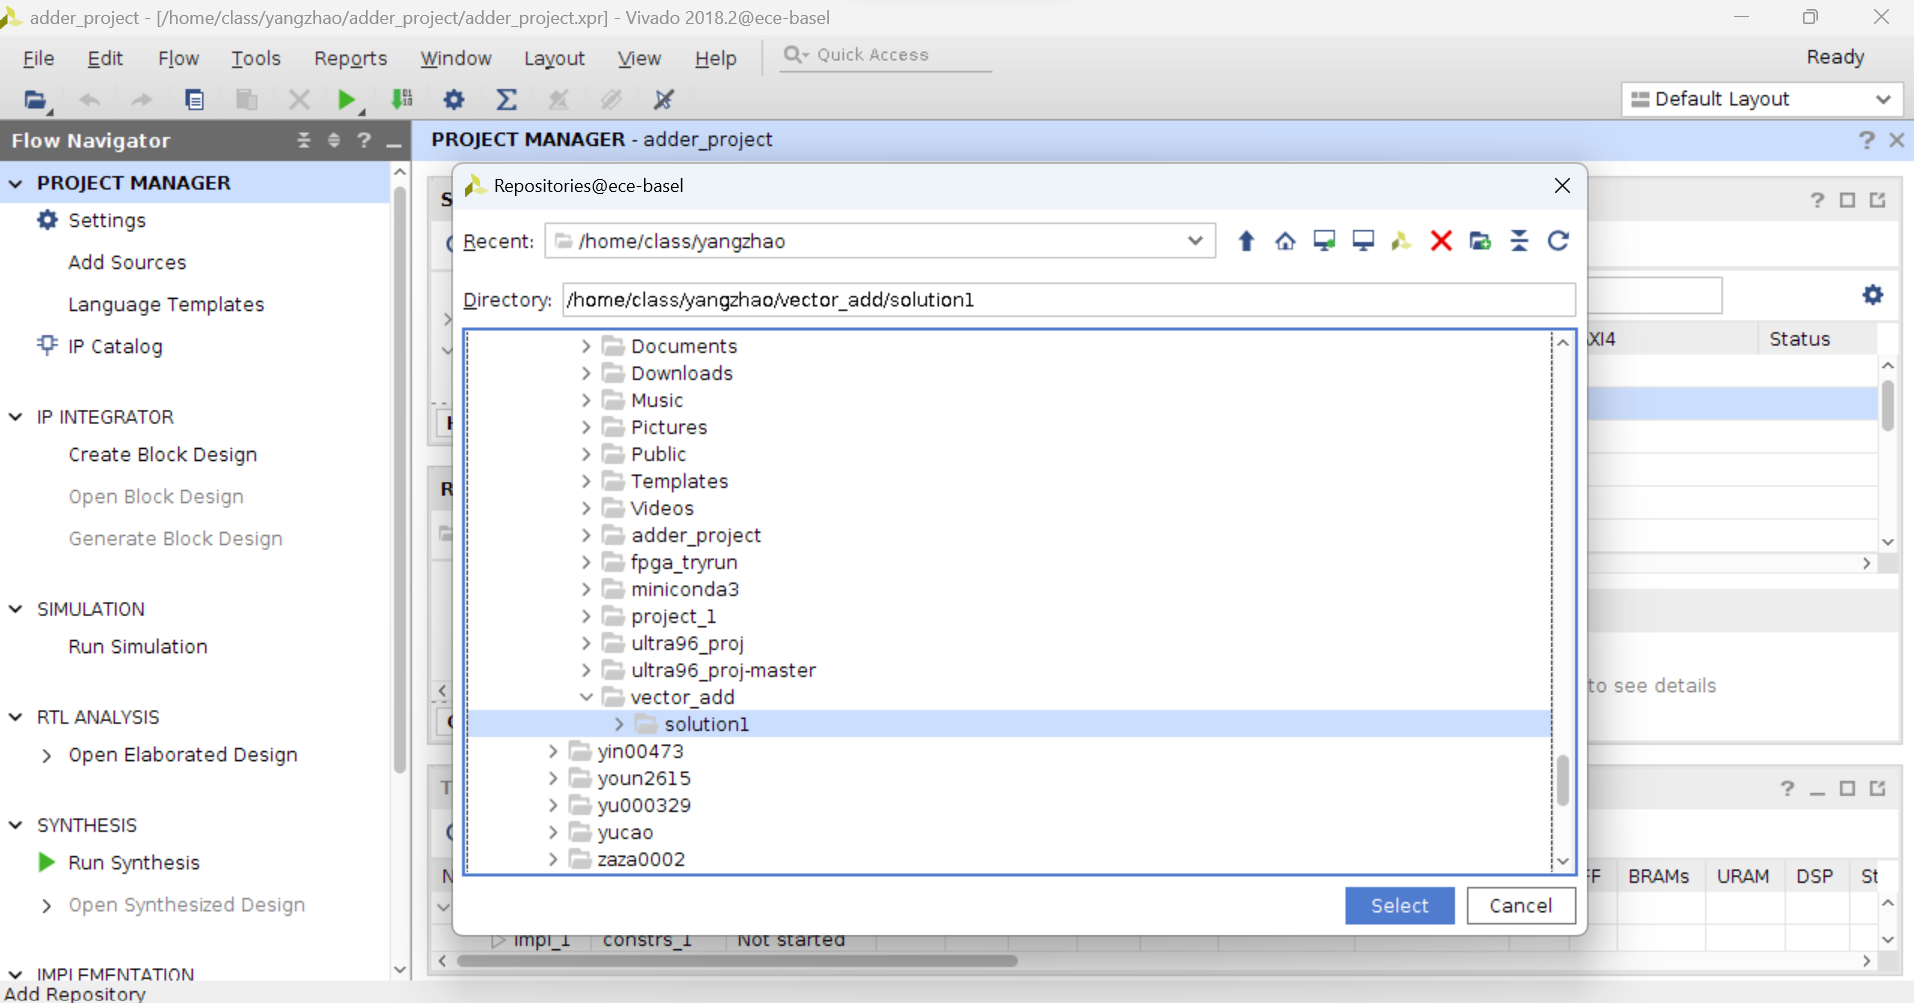 adder_project - [/home/class/yangzhao/adder_project/adder_project.xpr] - Vivado 2018.2@ece-basel
File Edit Flow Tools Reports Window Layout View Help Quick Access Ready
Default Layout
Flow Navigator
PROJECT MANAGER - adder_project
PROJECT MANAGER
Settings
Add Sources
Language Templates
IP Catalog
IP INTEGRATOR
Create Block Design
Open Block Design
Generate Block Design
SIMULATION
Run Simulation
RTL ANALYSIS
Open Elaborated Design
SYNTHESIS
Run Synthesis
Open Synthesized Design
IMPLEMENTATION
Add Repository
Repositories@ece-basel
Recent: /home/class/yangzhao
Directory: /home/class/yangzhao/vector_add/solution1
Documents
Downloads
Music
Pictures
Public
Templates
Videos
adder_project
fpga_tryrun
miniconda3
project_1
ultra96_proj
ultra96_proj-master
vector_add
solution1
yin00473
youn2615
yu000329
yucao
zaza0002
Select Cancel
XI4 Status
to see details
FF BRAMs URAM DSP St
impl_1 constrs_1 Not started